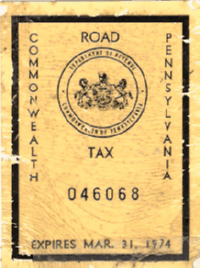 ROAD
COMMONWEALTH
PENNSYLVANIA
DEPARTMENT OF REVENUE
COMMONWEALTH OF PENNSYLVANIA
TAX
046068
EXPIRES MAR. 31, 1974